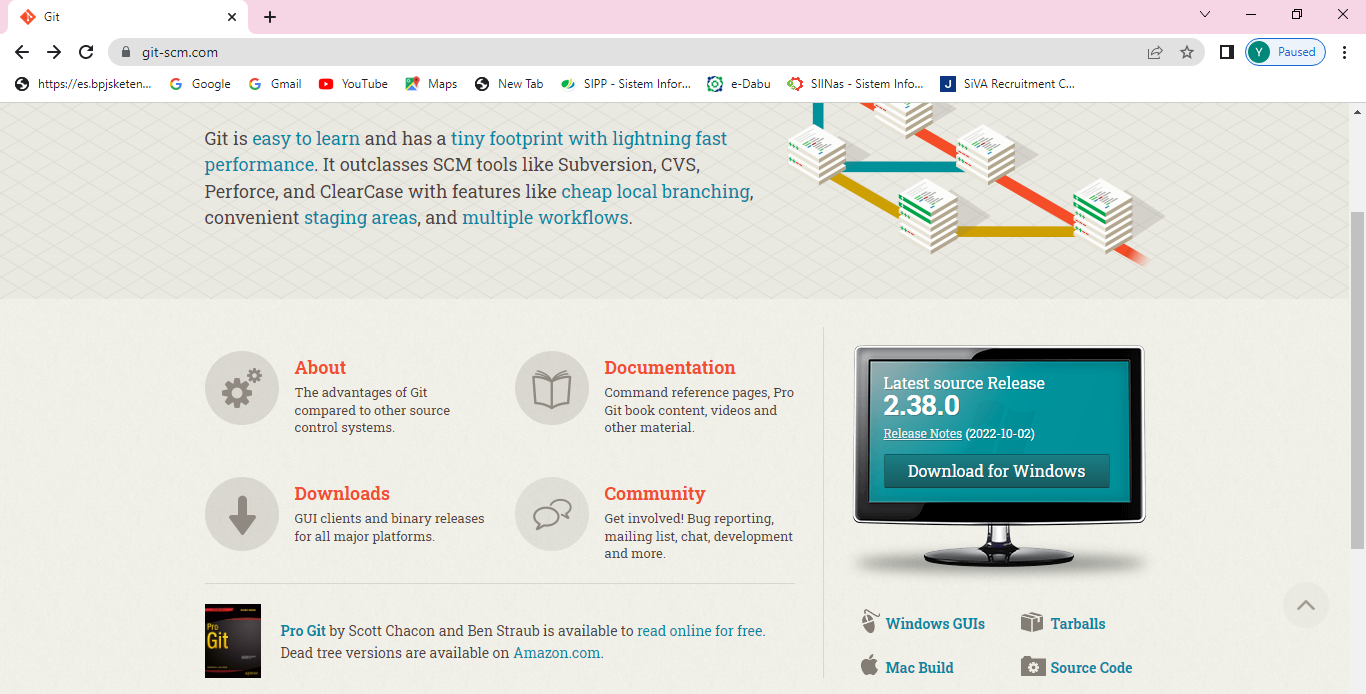 Git
git-scm.com
Y Paused
https://es.bpjsketen...
Google
Gmail
YouTube
Maps
New Tab
SIPP - Sistem Infor...
e-Dabu
SIINas - Sistem Info...
J SiVA Recruitment C...
Git is easy to learn and has a tiny footprint with lightning fast
performance. It outclasses SCM tools like Subversion, CVS,
Perforce, and ClearCase with features like cheap local branching,
convenient staging areas, and multiple workflows.
About
The advantages of Git
compared to other source
control systems.
Documentation
Command reference pages, Pro
Git book content, videos and
other material.
Downloads
GUI clients and binary releases
for all major platforms.
Community
Get involved! Bug reporting,
mailing list, chat, development
and more.
Pro
Git
Pro Git by Scott Chacon and Ben Straub is available to read online for free.
Dead tree versions are available on Amazon.com.
Latest source Release
2.38.0
Release Notes (2022-10-02)
Download for Windows
Windows GUIs
Tarballs
Mac Build
Source Code